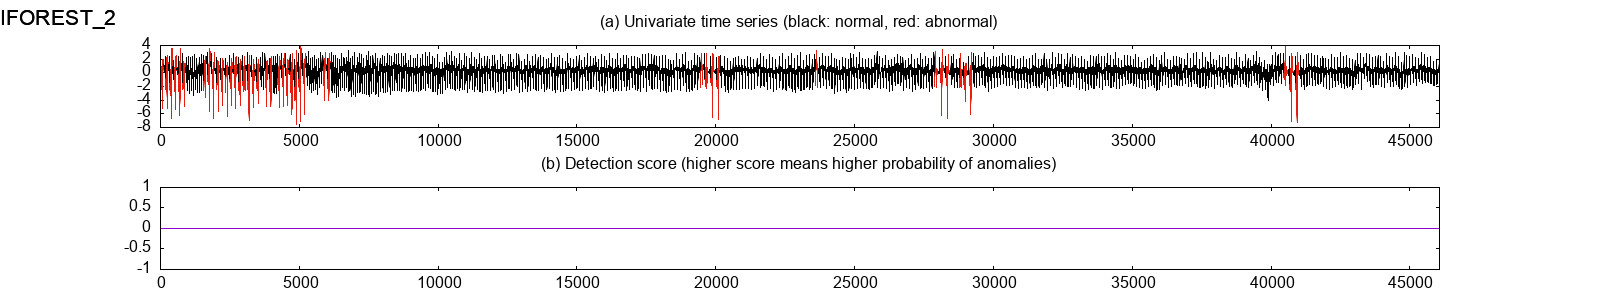 IFOREST_2
(a) Univariate time series (black: normal, red: abnormal)
4
2
0
-2
-4
-6
-8
0 5000 10000 15000 20000 25000 30000 35000 40000 45000
(b) Detection score (higher score means higher probability of anomalies)
1
0.5
0
-0.5
-1
0 5000 10000 15000 20000 25000 30000 35000 40000 45000